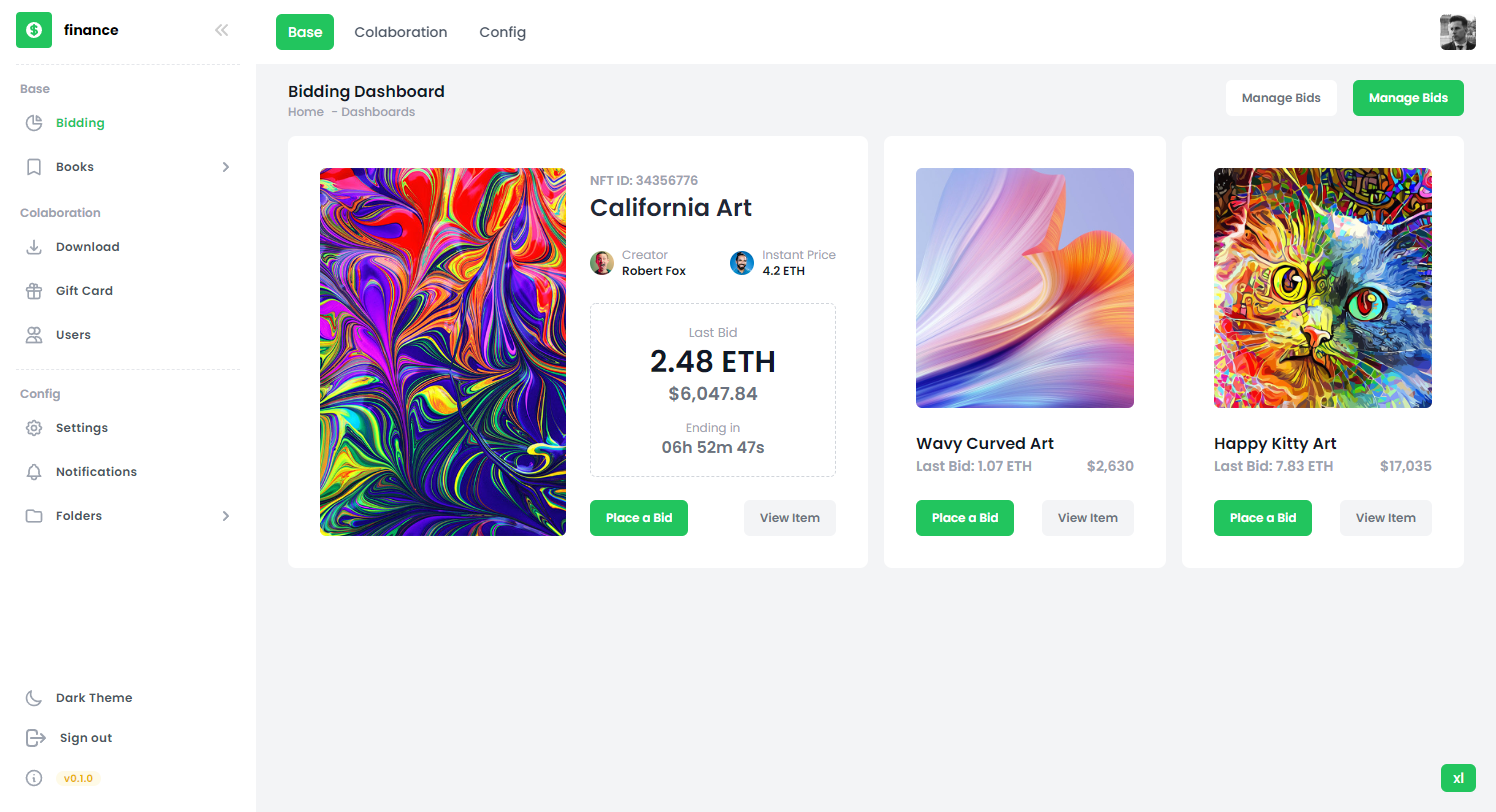 finance
Base
Bidding
Books
Colaboration
Download
Gift Card
Users
Config
Settings
Notifications
Folders
Dark Theme
Sign out
v0.1.0
Base Colaboration Config
Bidding Dashboard
Home - Dashboards
Manage Bids Manage Bids
NFT ID: 34356776
California Art
Creator
Robert Fox
Instant Price
4.2 ETH
Last Bid
2.48 ETH
$6,047.84
Ending in
06h 52m 47s
Place a Bid View Item
Wavy Curved Art
Last Bid: 1.07 ETH $2,630
Place a Bid View Item
Happy Kitty Art
Last Bid: 7.83 ETH $17,035
Place a Bid View Item
xl